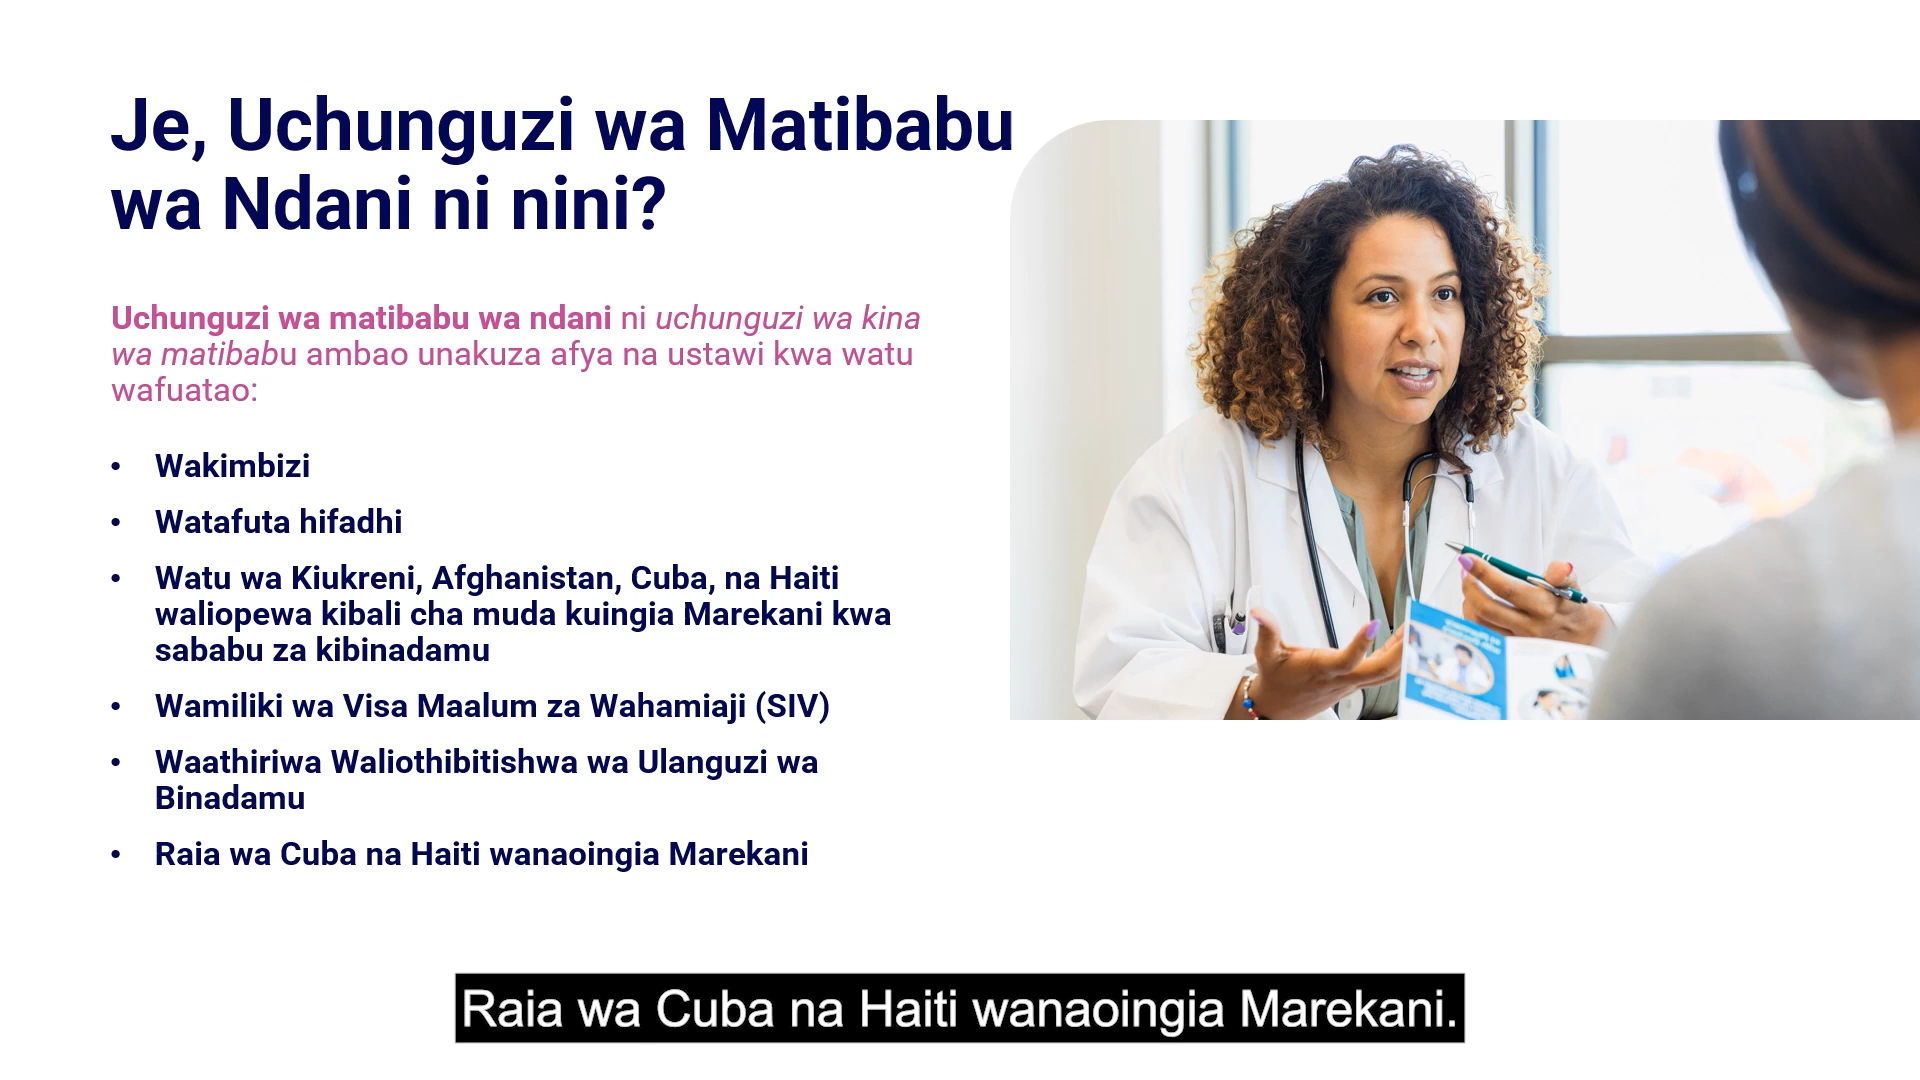 Je, Uchunguzi wa Matibabu
wa Ndani ni nini?
Uchunguzi wa matibabu wa ndani ni uchunguzi wa kina
wa matibabu ambao unakuza afya na ustawi kwa watu
wafuatao:
• Wakimbizi
• Watafuta hifadhi
• Watu wa Kiukreni, Afghanistan, Cuba, na Haiti
waliopewa kibali cha muda kuingia Marekani kwa
sababu za kibinadamu
• Wamiliki wa Visa Maalum za Wahamiaji (SIV)
• Waathiriwa Waliothibitishwa wa Ulanguzi wa
Binadamu
• Raia wa Cuba na Haiti wanaoingia Marekani
Raia wa Cuba na Haiti wanaoingia Marekani.